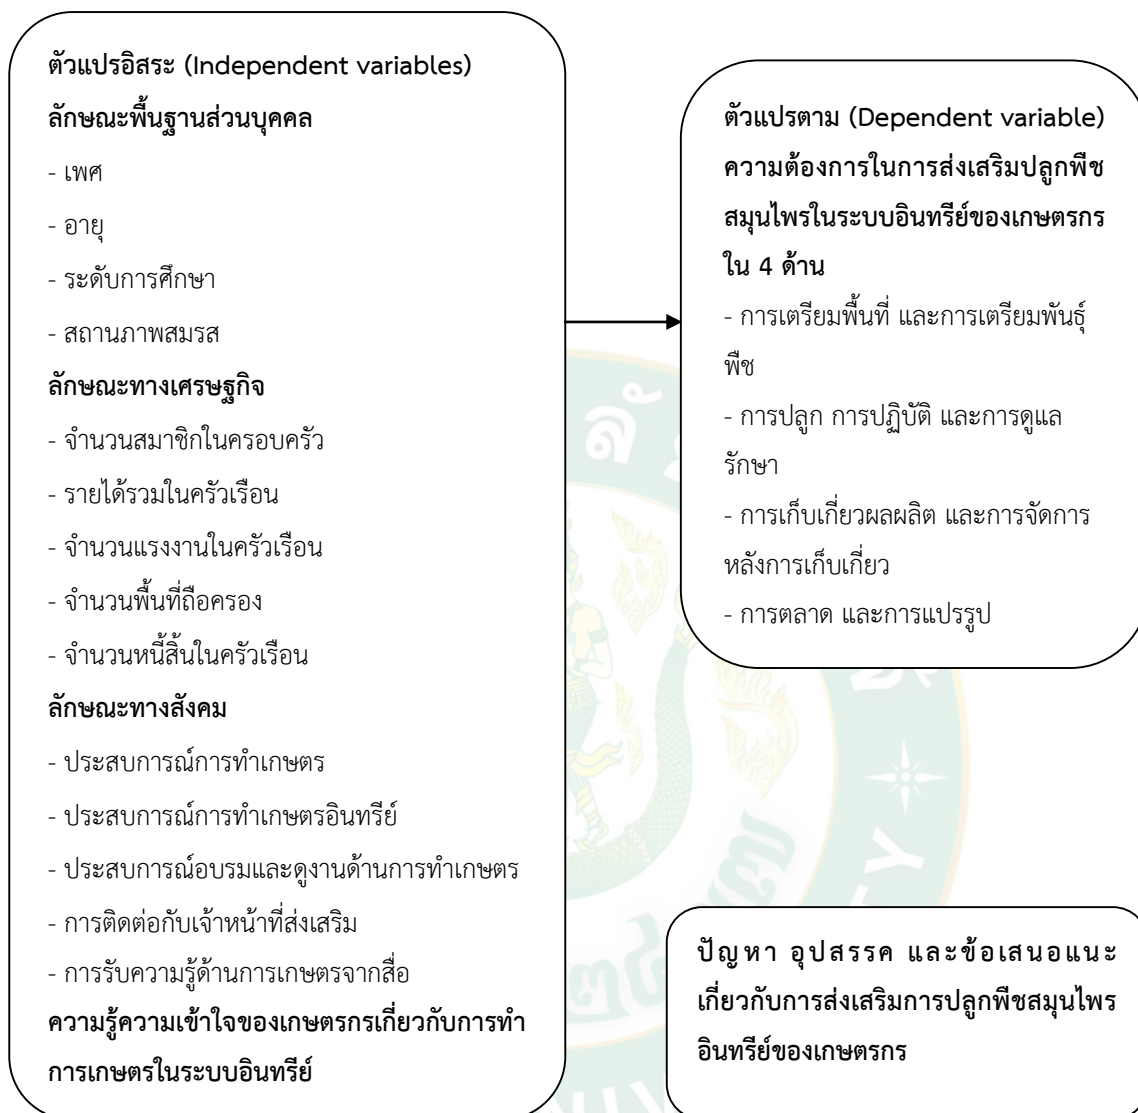 ตัวแปรอิสระ (Independent variables)
ลักษณะพื้นฐานส่วนบุคคล
- เพศ
- อายุ
- ระดับการศึกษา
- สถานภาพสมรส
ลักษณะทางเศรษฐกิจ
- จำนวนสมาชิกในครอบครัว
- รายได้รวมในครัวเรือน
- จำนวนแรงงานในครัวเรือน
- จำนวนพื้นที่ถือครอง
- จำนวนหนี้สิ้นในครัวเรือน
ลักษณะทางสังคม
- ประสบการณ์การทำเกษตร
- ประสบการณ์การทำเกษตรอินทรีย์
- ประสบการณ์อบรมและดูงานด้านการทำเกษตร
- การติดต่อกับเจ้าหน้าที่ส่งเสริม
- การรับความรู้ด้านการเกษตรจากสื่อ
ความรู้ความเข้าใจของเกษตรกรเกี่ยวกับการทำ
การเกษตรในระบบอินทรีย์
ตัวแปรตาม (Dependent variable)
ความต้องการในการส่งเสริมปลูกพืช
สมุนไพรในระบบอินทรีย์ของเกษตรกร
ใน 4 ด้าน
- การเตรียมพื้นที่ และการเตรียมพันธุ์
พืช
- การปลูก การปฏิบัติ และการดูแล
รักษา
- การเก็บเกี่ยวผลผลิต และการจัดการ
หลังการเก็บเกี่ยว
- การตลาด และการแปรรูป
ปัญหา อุปสรรค และข้อเสนอแนะ
เกี่ยวกับการส่งเสริมการปลูกพืชสมุนไพร
อินทรีย์ของเกษตรกร